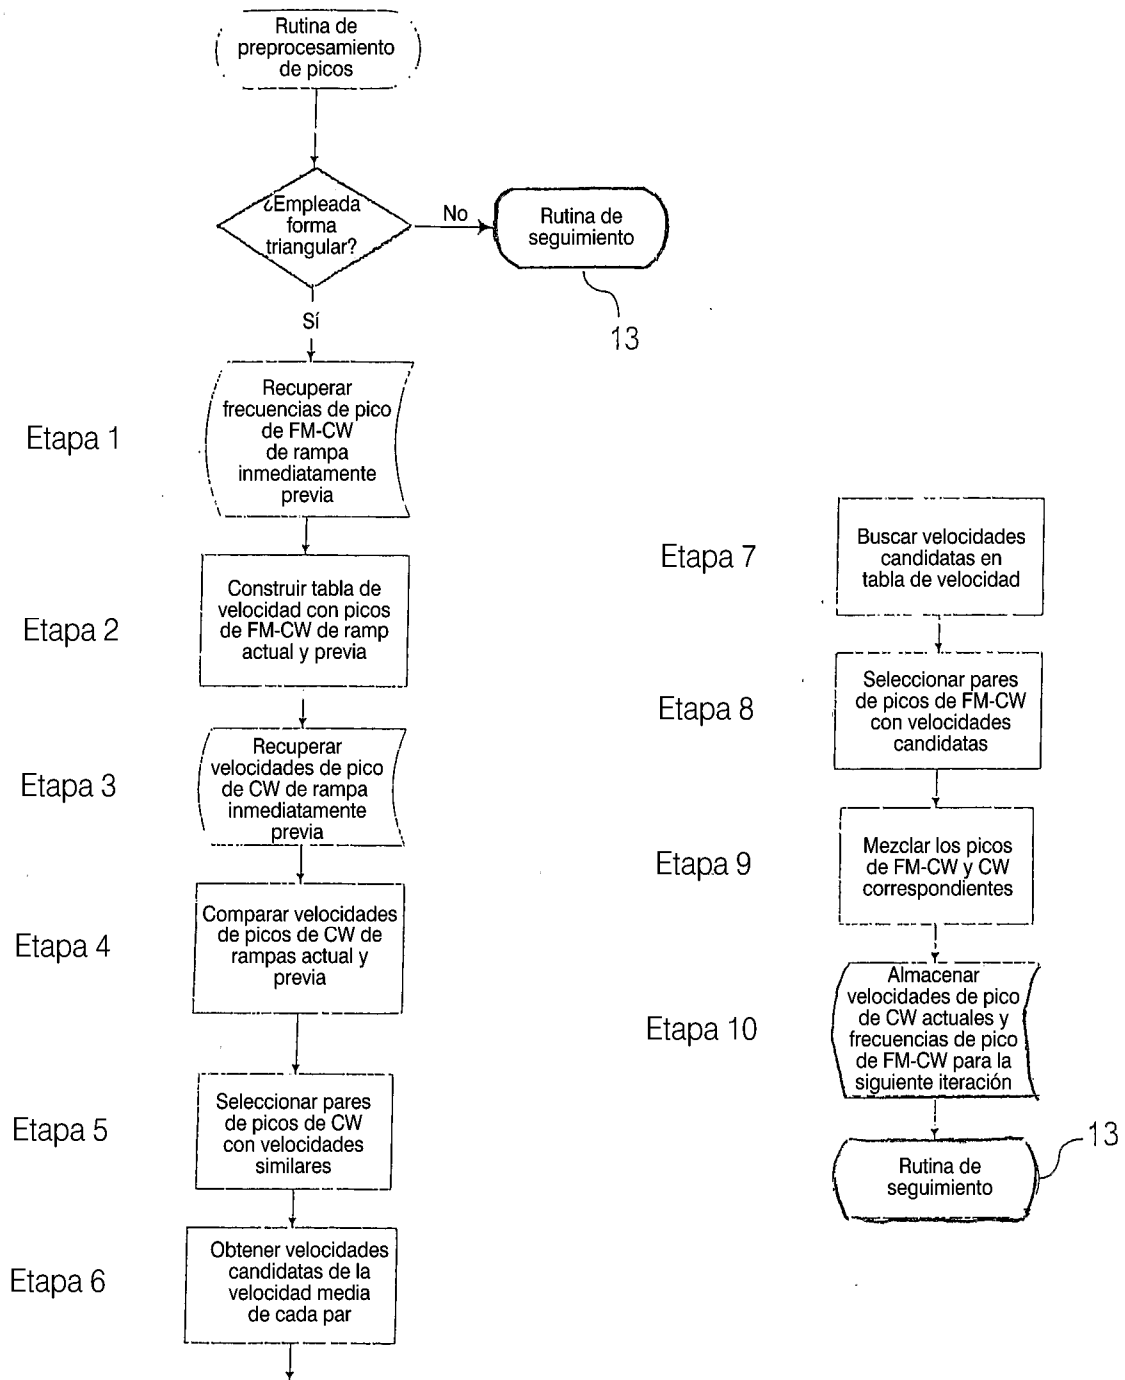 Rutina de
preprocesamiento
de picos
¿Empleada
forma
triangular?
No
Rutina de
seguimiento
13
Sí
Etapa 1
Recuperar
frecuencias de pico
de FM-CW
de rampa
inmediatamente
previa
Etapa 2
Construir tabla de
velocidad con picos
de FM-CW de ramp
actual y previa
Etapa 3
Recuperar
velocidades de pico
de CW de rampa
inmediatamente
previa
Etapa 4
Comparar velocidades
de picos de CW de
rampas actual y
previa
Etapa 5
Seleccionar pares
de picos de CW
con velocidades
similares
Etapa 6
Obtener velocidades
candidatas de la
velocidad media
de cada par
Etapa 7
Buscar velocidades
candidatas en
tabla de velocidad
Etapa 8
Seleccionar pares
de picos de FM-CW
con velocidades
candidatas
Etapa 9
Mezclar los picos
de FM-CW y CW
correspondientes
Etapa 10
Almacenar
velocidades de pico
de CW actuales y
frecuencias de pico
de FM-CW para la
siguiente iteración
Rutina de
seguimiento
13